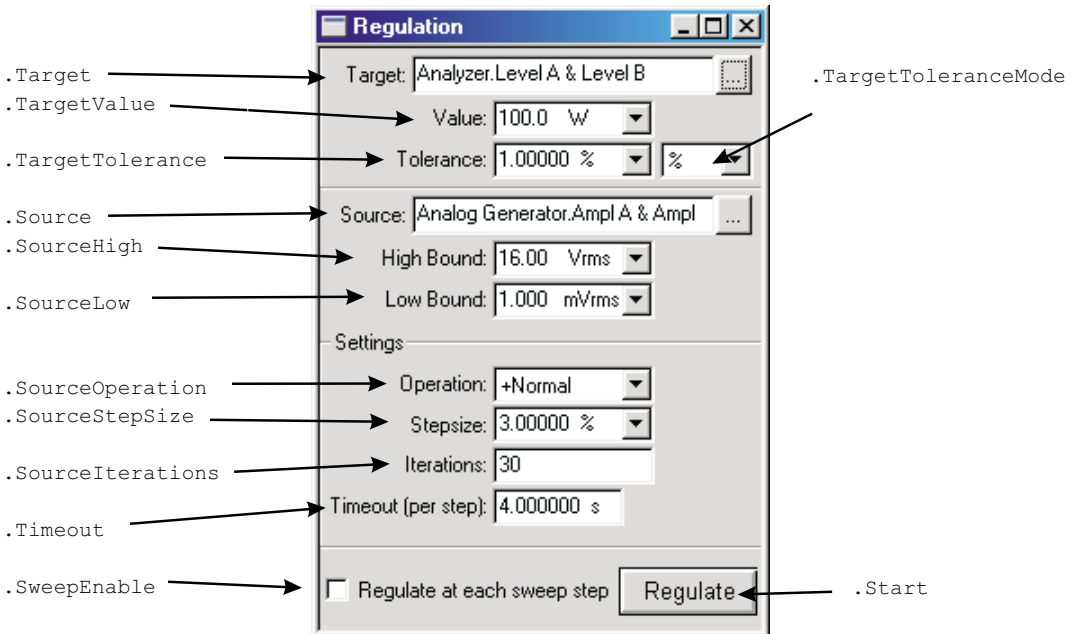 Regulation
.Target
Target: Analyzer.Level A & Level B ...
.TargetToleranceMode
.TargetValue
Value: 100.0 W
.TargetTolerance
Tolerance: 1.00000 % %
.Source
Source: Analog Generator.Ampl A & Ampl ...
.SourceHigh
High Bound: 16.00 Vrms
.SourceLow
Low Bound: 1.000 mVrms
Settings
.SourceOperation
Operation: +Normal
.SourceStepSize
Stepsize: 3.00000 %
.SourceIterations
Iterations: 30
.Timeout
Timeout (per step): 4.000000 s
.SweepEnable
Regulate at each sweep step
Regulate
.Start